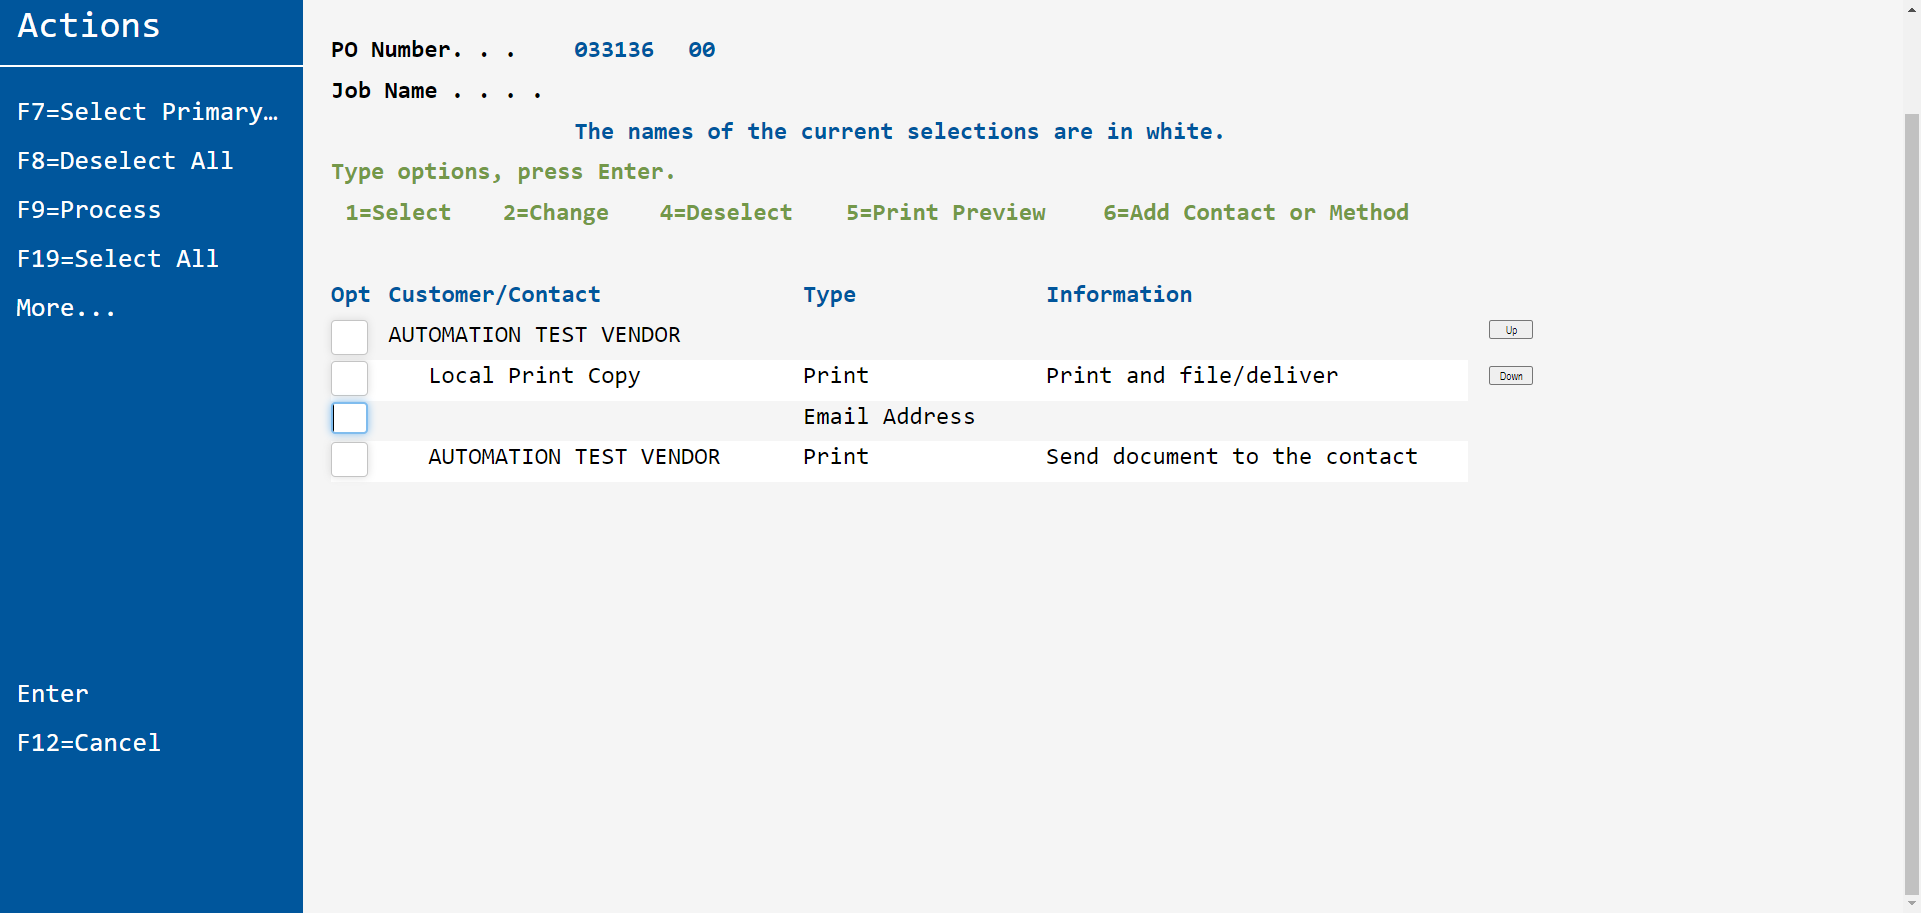 Actions
F7=Select Primary…
F8=Deselect All
F9=Process
F19=Select All
More...
Enter
F12=Cancel
PO Number. . . 033136 00
Job Name . . . .
The names of the current selections are in white.
Type options, press Enter.
1=Select 2=Change 4=Deselect 5=Print Preview 6=Add Contact or Method
Opt Customer/Contact Type Information
AUTOMATION TEST VENDOR Up
Local Print Copy Print Print and file/deliver Down
Email Address
AUTOMATION TEST VENDOR Print Send document to the contact